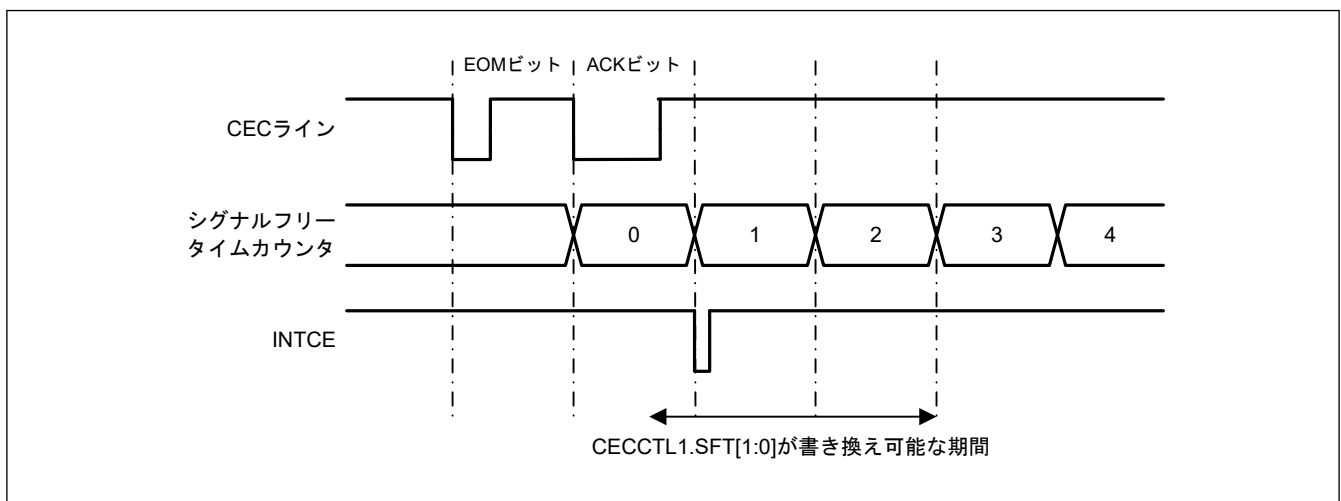 EOMビット
ACKビット
CECライン
シグナルフリー
タイムカウンタ
0
1
2
3
4
INTCE
CECCTL1.SFT[1:0]が書き換え可能な期間